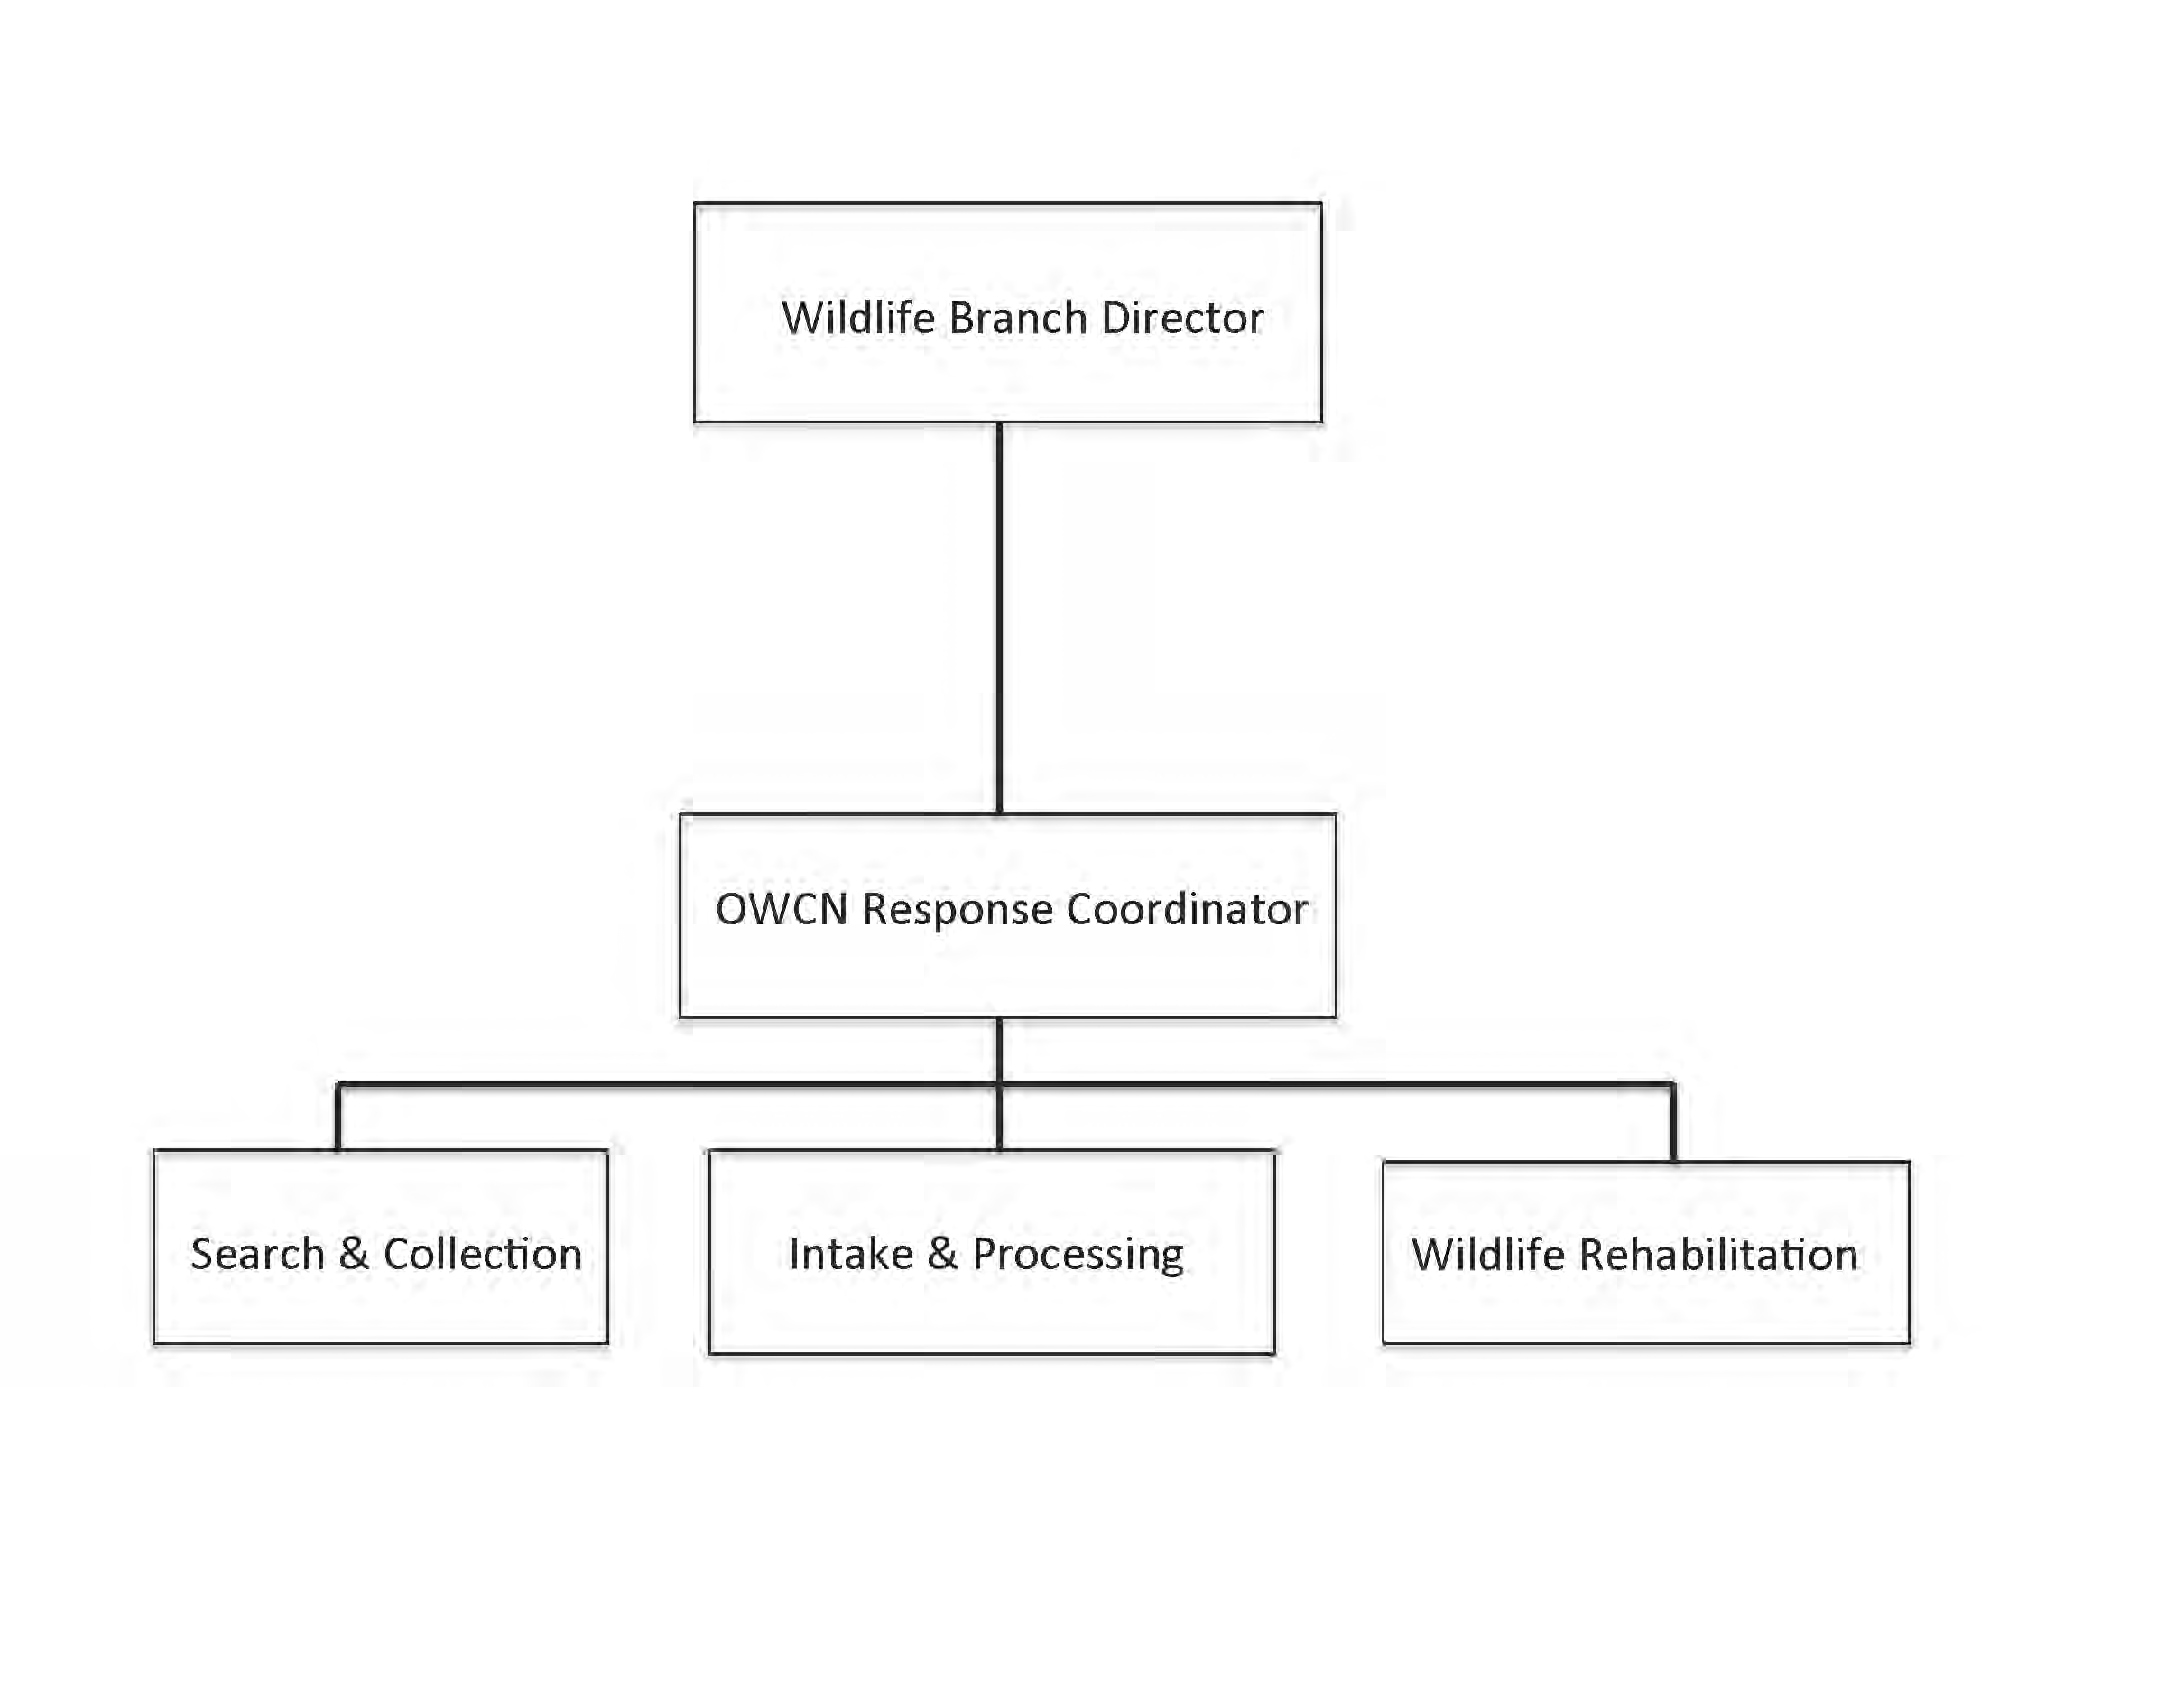 Wildlife Branch Director
OWCN Response Coordinator
Search & Collection
Intake & Processing
Wildlife Rehabilitation